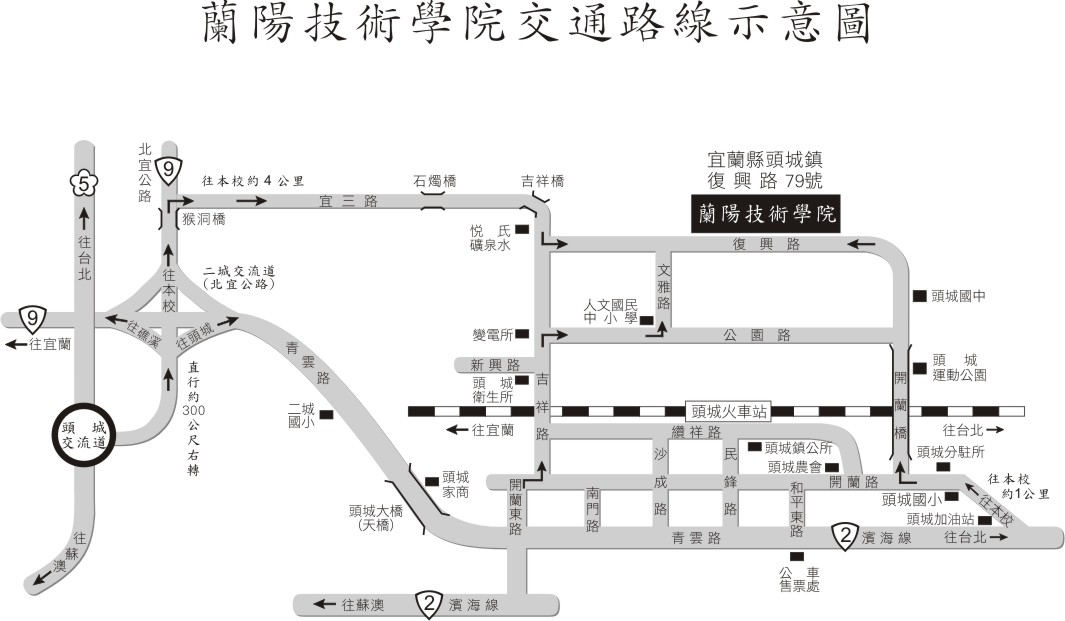 蘭陽技術學院交通路線示意圖
北宜公路
9
5
往台北
往本校約4公里
宜三路
石燭橋
吉祥橋
宜蘭縣頭城鎮
復興路79號
蘭陽技術學院
猴洞橋
悅氏
礦泉水
復興路
二城交流道
(北宜公路)
往本校
文雅路
頭城國中
人文國民
中小學
9
往宜蘭
往礁溪
往頭城
變電所
公園路
青雲路
新興路
頭城
運動公園
直行約300公尺右轉
頭城
衛生所
吉祥路
開蘭橋
二城
國小
頭城火車站
往宜蘭
纘祥路
往台北
頭城
交流道
沙成路
民鋒路
頭城鎮公所
頭城分駐所
頭城農會
頭城
家商
開蘭東路
南門路
和平東路
開蘭路
頭城國小
往本校
約1公里
往本校
頭城大橋
(天橋)
頭城加油站
青雲路
2
濱海線
往台北
往蘇澳
公車
售票處
往蘇澳
2
濱海線